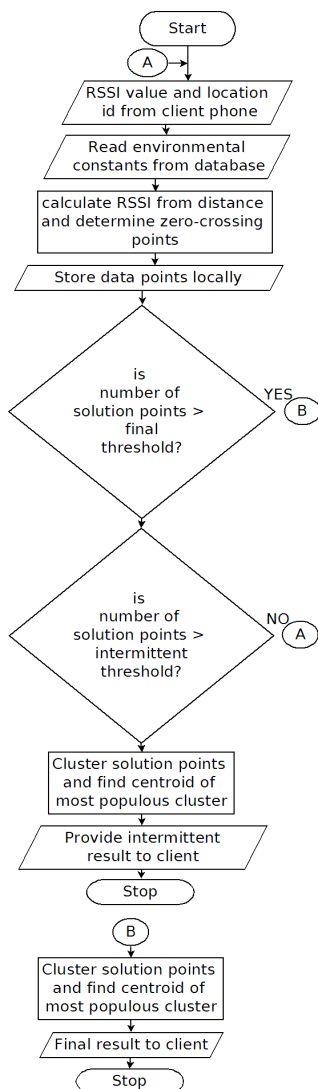 Start
A
RSSI value and location
id from client phone
Read environmental
constants from database
calculate RSSI from distance
and determine zero-crossing
points
Store data points locally
is
number of
solution points >
final
threshold?
YES
B
is
number of
solution points >
intermittent
threshold?
NO
A
Cluster solution points
and find centroid of
most populous cluster
Provide intermittent
result to client
Stop
B
Cluster solution points
and find centroid of
most populous cluster
Final result to client
Stop